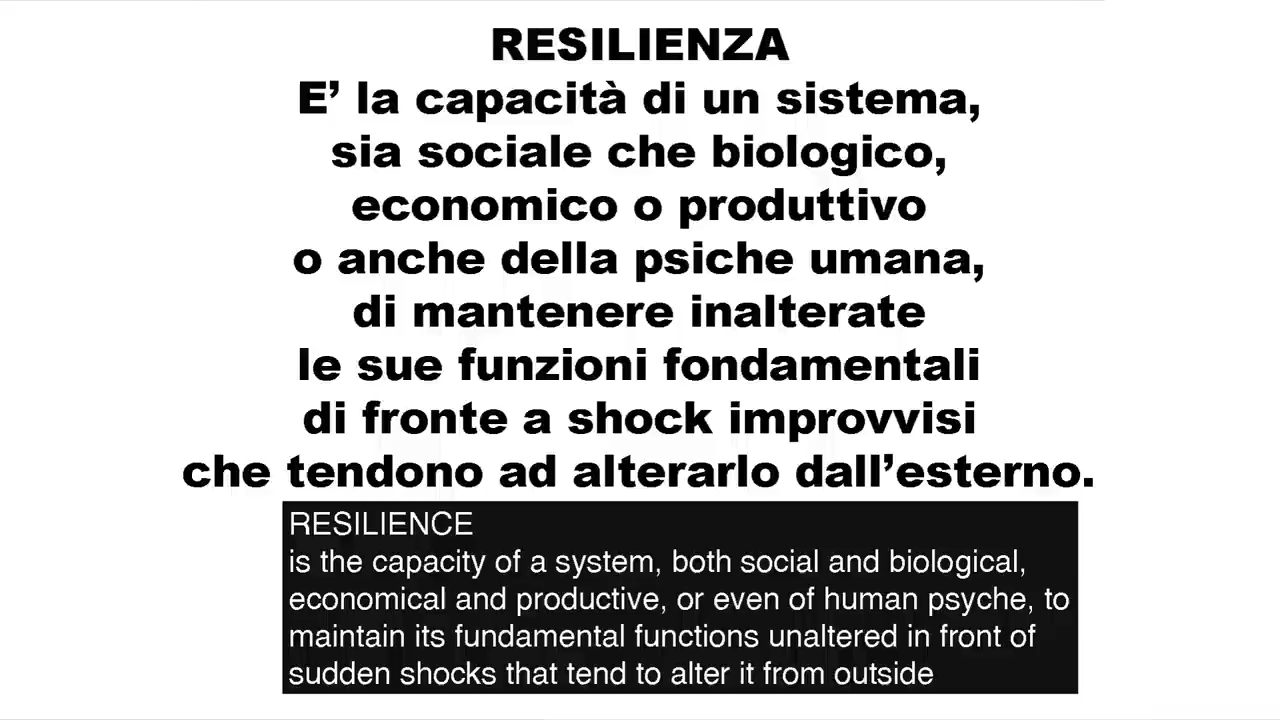 RESILIENZA
E’ la capacità di un sistema,
sia sociale che biologico,
economico o produttivo
o anche della psiche umana,
di mantenere inalterate
le sue funzioni fondamentali
di fronte a shock improvvisi
che tendono ad alterarlo dall’esterno.
RESILIENCE
is the capacity of a system, both social and biological,
economical and productive, or even of human psyche, to
maintain its fundamental functions unaltered in front of
sudden shocks that tend to alter it from outside